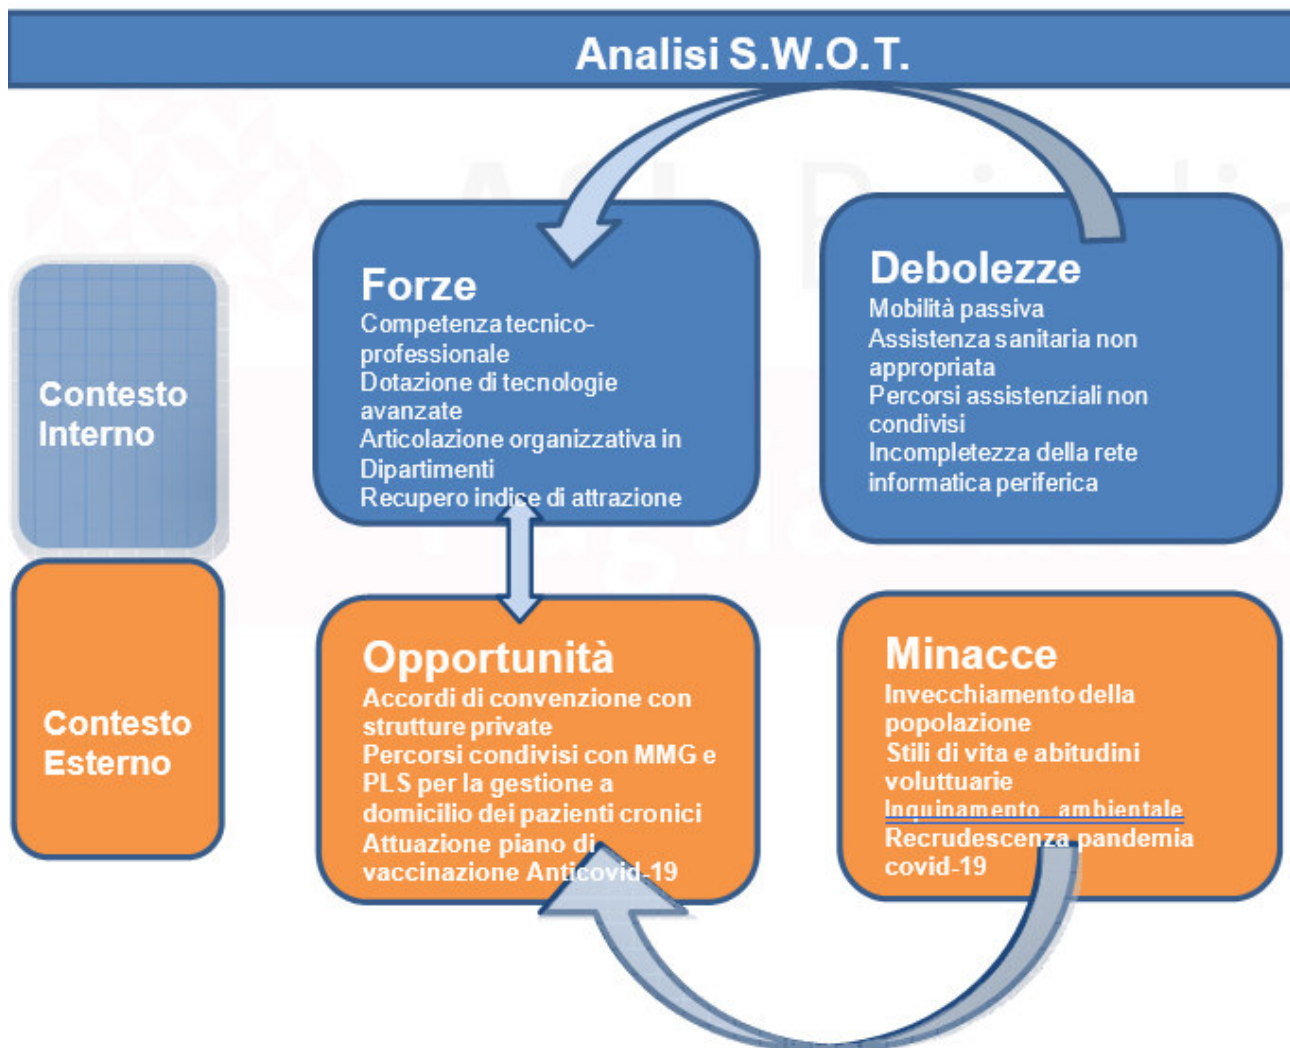 Analisi S.W.O.T.
Contesto
Interno
Forze
Competenza tecnico-
professionale
Dotazione di tecnologie
avanzate
Articolazione organizzativa in
Dipartimenti
Recupero indice di attrazione
Debolezze
Mobilità passiva
Assistenza sanitaria non
appropriata
Percorsi assistenziali non
condivisi
Incompletezza della rete
informatica periferica
Contesto
Esterno
Opportunità
Accordi di convenzione con
strutture private
Percorsi condivisi con MMG e
PLS per la gestione a
domicilio dei pazienti cronici
Attuazione piano di
vaccinazione Anticovid-19
Minacce
Invecchiamento della
popolazione
Stili di vita e abitudini
voluttuarie
Inquinamento ambientale
Recrudescenza pandemia
covid-19